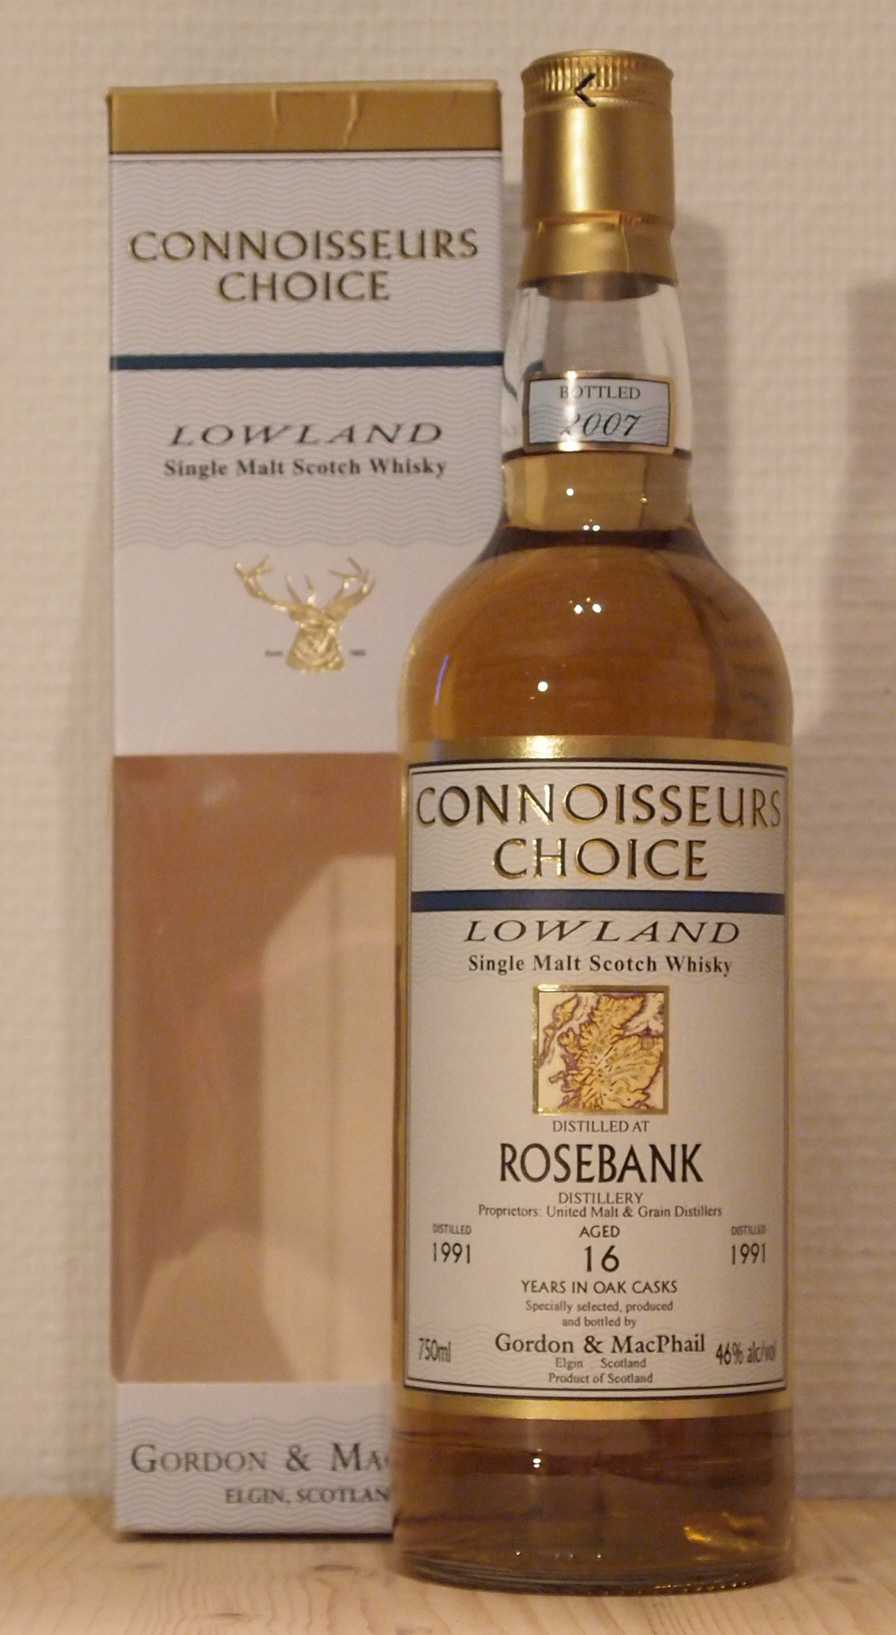 CONNOISSEURS
CHOICE
LOWLAND
Single Malt Scotch Whisky
GORDON & MAC
ELGIN, SCOTLAN
BOTTLED
2007
CONNOISSEURS
CHOICE
LOWLAND
Single Malt Scotch Whisky
DISTILLED AT
ROSEBANK
DISTILLERY
Proprietors: United Malt & Grain Distillers
DISTILLED
1991
AGED
16
YEARS IN OAK CASKS
DISTILLED
1991
Specially selected, produced
and bottled by
750ml
Gordon & MacPhail
46% alc/vol
Elgin Scotland
Product of Scotland